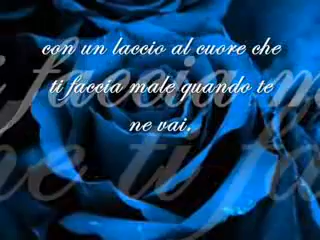 con un laccio al cuore che
ti faccia male quando te
ne vai.